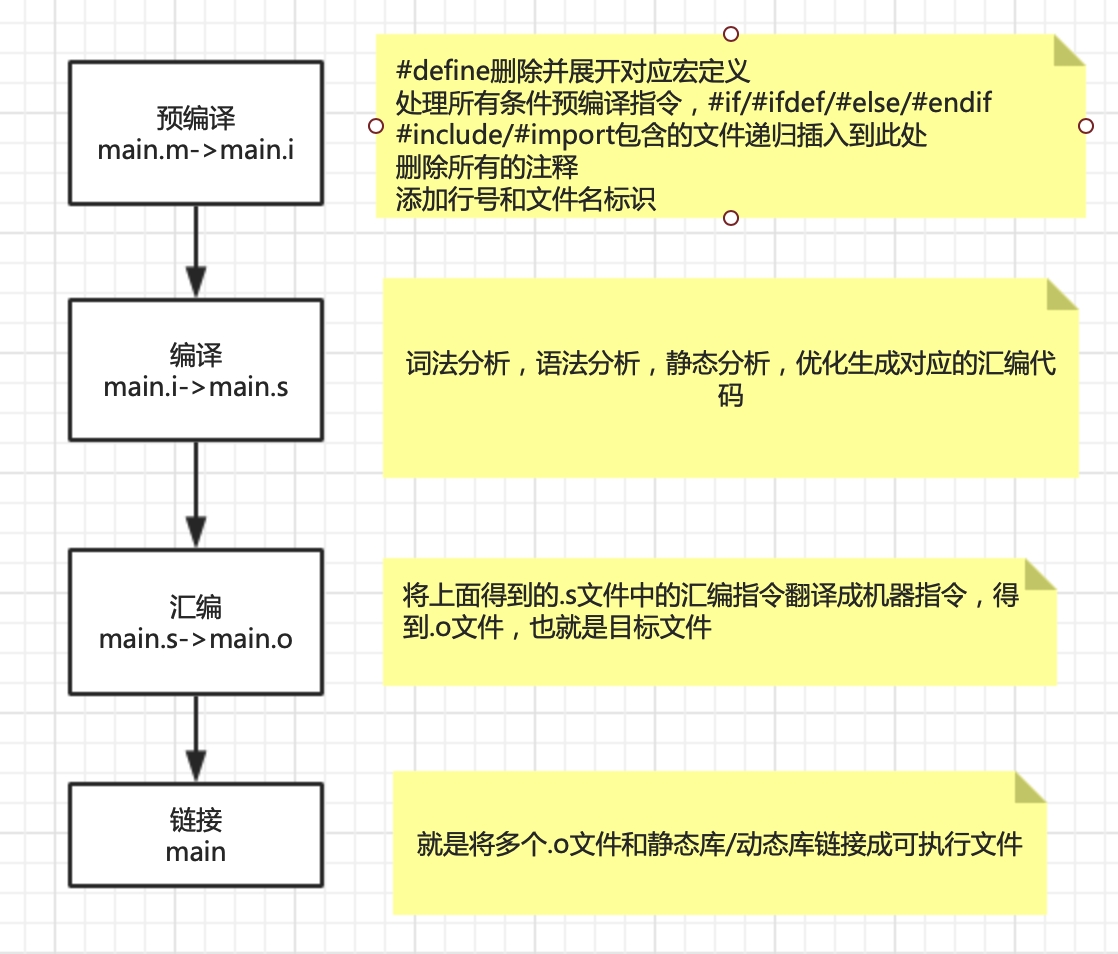 预编译
main.m->main.i
#define删除并展开对应宏定义
处理所有条件预编译指令，#if/#ifdef/#else/#endif
#include/#import包含的文件递归插入到此处
删除所有的注释
添加行号和文件名标识
编译
main.i->main.s
词法分析，语法分析，静态分析，优化生成对应的汇编代
码
汇编
main.s->main.o
将上面得到的.s文件中的汇编指令翻译成机器指令，得
到.o文件，也就是目标文件
链接
main
就是将多个.o文件和静态库/动态库链接成可执行文件